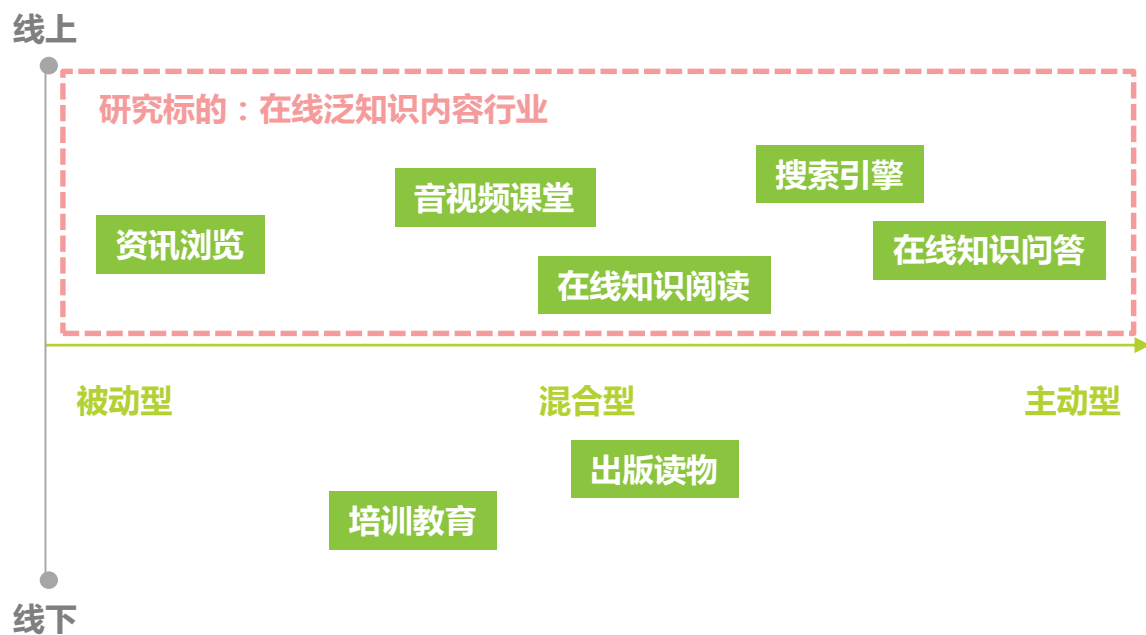 线上
研究标的：在线泛知识内容行业
搜索引擎
音视频课堂
资讯浏览
在线知识问答
在线知识阅读
被动型
混合型
主动型
出版读物
培训教育
线下